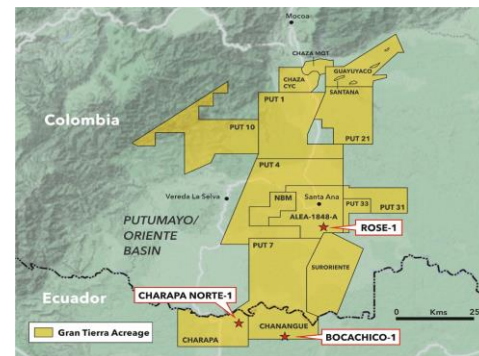 Mocoa
CHAZA MGT
GUAYUYACO
CHAZA
CYC
SANTANA
Colombia
PUT 1
PUT 10
PUT 21
PUT 4
Vereda La Selva
NBM
Santa Ana
PUT 33
PUT 31
ALEA-1848-A
PUTUMAYO/
ORIENTE
BASIN
ROSE-1
PUT 7
SURORIENTE
Ecuador
CHARAPA NORTE-1
0 Kms 25
Gran Tierra Acreage
CHARAPA
CHANANGUE
BOCACHICO-1